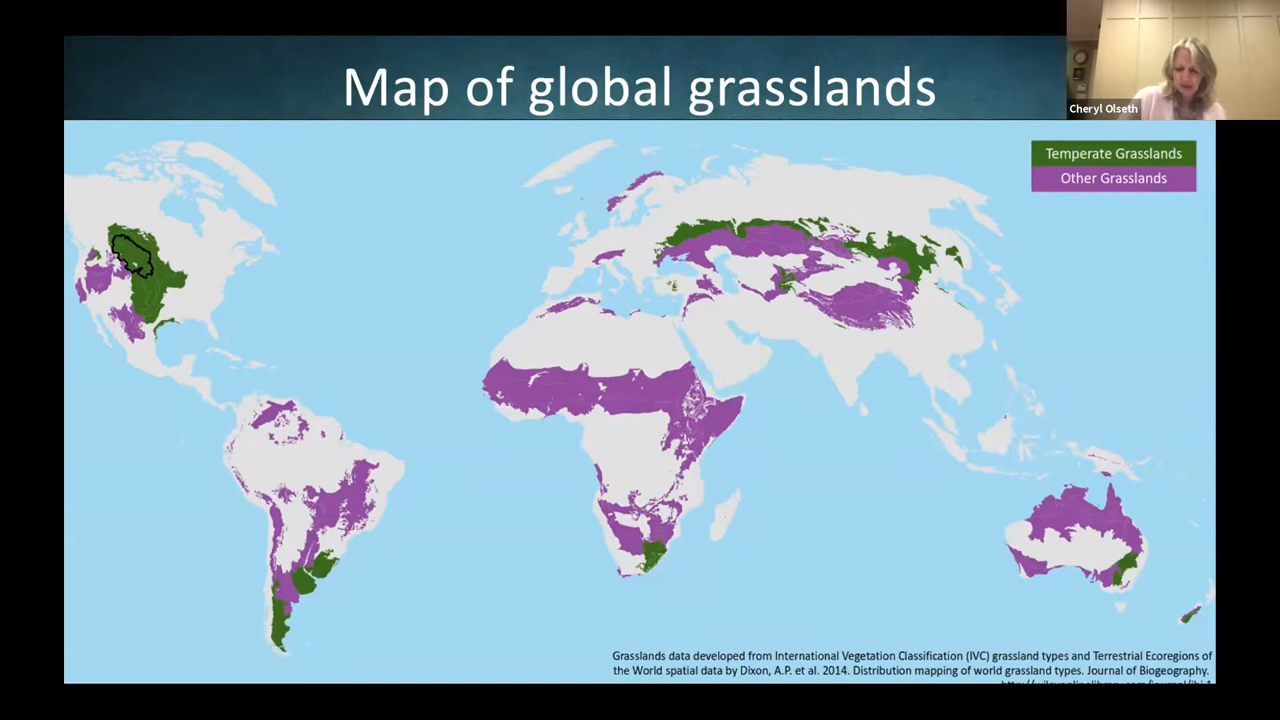 Map of global grasslands
Cheryl Olseth
Temperate Grasslands
Other Grasslands
Grasslands data developed from International Vegetation Classification (IVC) grassland types and Terrestrial Ecoregions of
the World spatial data by Dixon, A.P. et al. 2014. Distribution mapping of world grassland types. Journal of Biogeography.